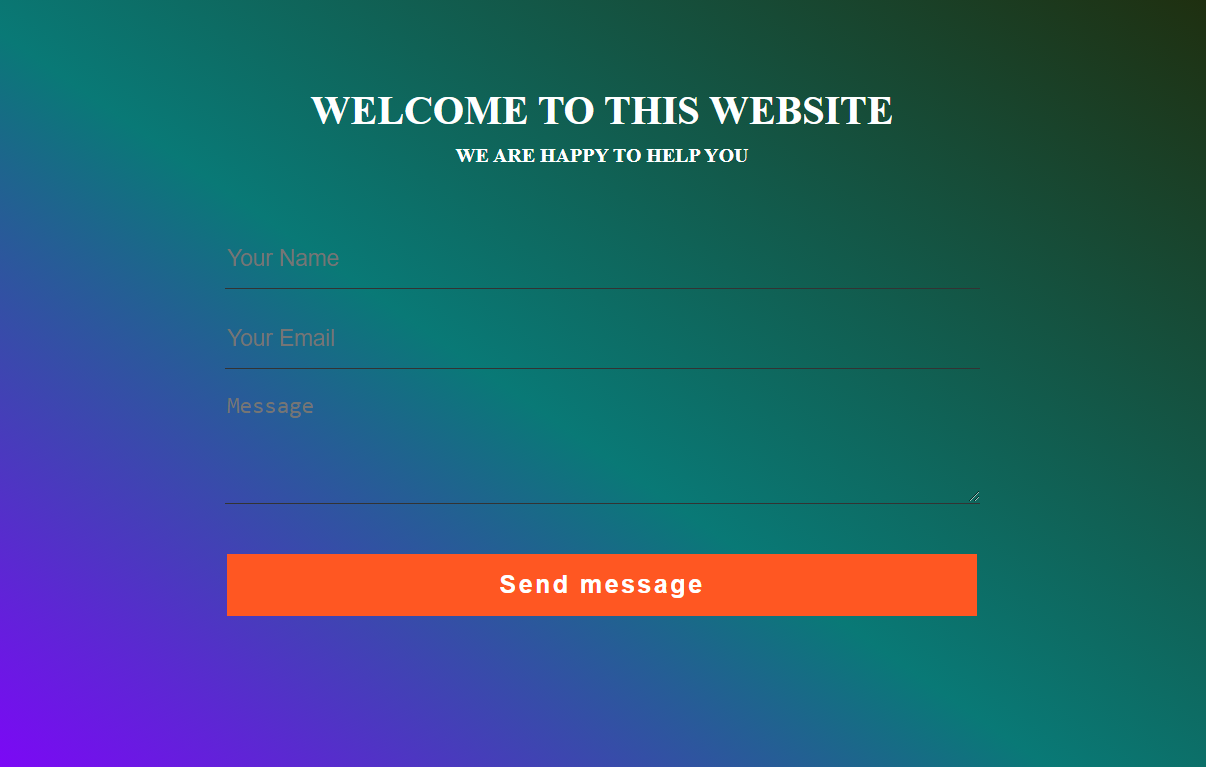 WELCOME TO THIS WEBSITE
WE ARE HAPPY TO HELP YOU
Your Name
Your Email
Message
Send message